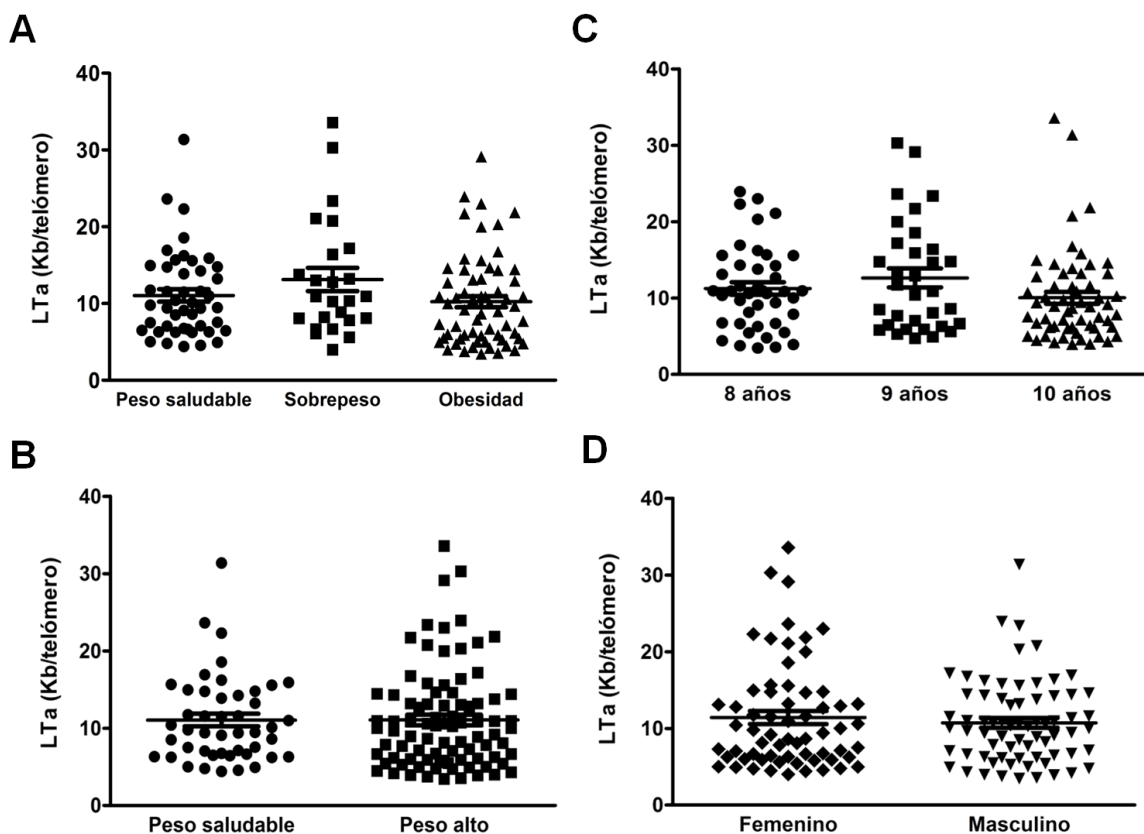 A
LTa (Kb/telómero)
40
30
20
10
0
Peso saludable Sobrepeso Obesidad
C
LTa (Kb/telómero)
40
30
20
10
0
8 años 9 años 10 años
B
LTa (Kb/telómero)
40
30
20
10
0
Peso saludable Peso alto
D
LTa (Kb/telómero)
40
30
20
10
0
Femenino Masculino